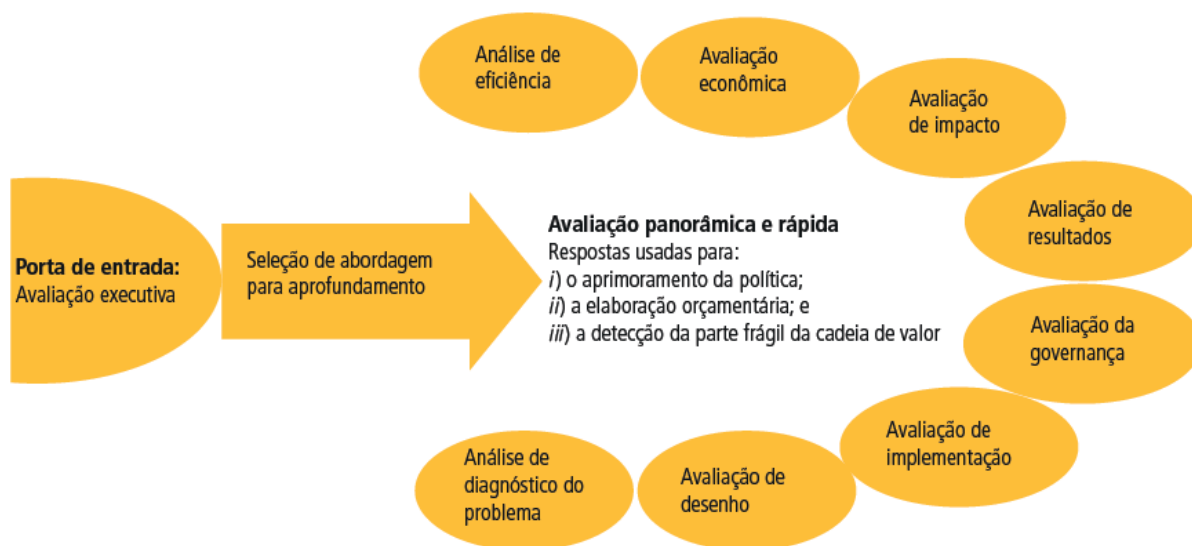 Porta de entrada:
Avaliação executiva
Seleção de abordagem
para aprofundamento
Avaliação panorâmica e rápida
Respostas usadas para:
i) o aprimoramento da política;
ii) a elaboração orçamentária; e
iii) a detecção da parte frágil da cadeia de valor
Análise de
eficiência
Avaliação
econômica
Avaliação
de impacto
Avaliação de
resultados
Avaliação da
governança
Avaliação de
implementação
Avaliação de
desenho
Análise de
diagnóstico do
problema